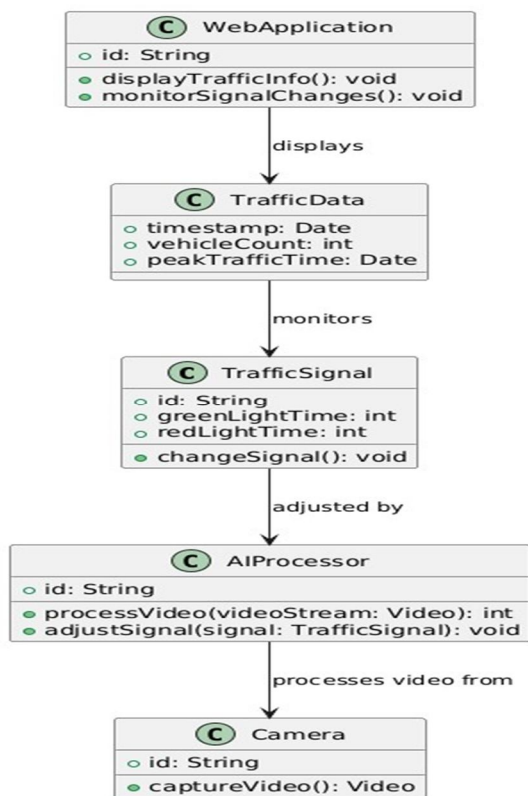 C WebApplication
id: String
displayTrafficInfo(): void
monitorSignalChanges(): void
displays
C TrafficData
timestamp: Date
vehicleCount: int
peakTrafficTime: Date
monitors
C TrafficSignal
id: String
greenLightTime: int
redLightTime: int
changeSignal(): void
adjusted by
C AIProcessor
id: String
processVideo(videoStream: Video): int
adjustSignal(signal: TrafficSignal): void
processes video from
C Camera
id: String
captureVideo(): Video